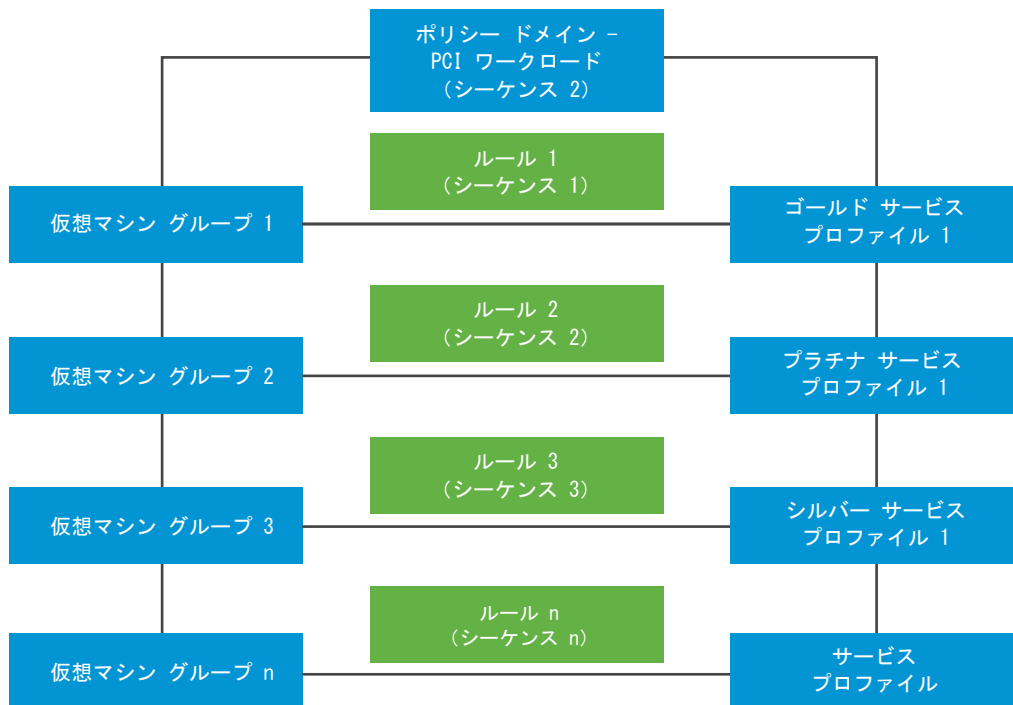 ポリシー ドメイン -
PCI ワークロード
(シーケンス 2)
ルール 1
(シーケンス 1)
仮想マシン グループ 1
ゴールド サービス
プロファイル 1
ルール 2
(シーケンス 2)
仮想マシン グループ 2
プラチナ サービス
プロファイル 1
ルール 3
(シーケンス 3)
仮想マシン グループ 3
シルバー サービス
プロファイル 1
ルール n
(シーケンス n)
仮想マシン グループ n
サービス
プロファイル